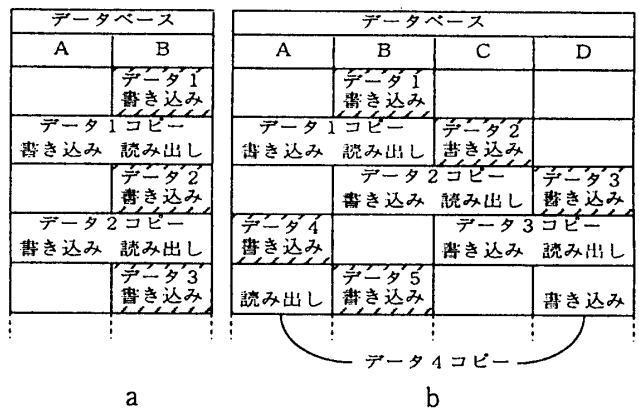 データベース
A B
データ1
書き込み
データ1コピー
書き込み 読み出し
データ2
書き込み
データ2コピー
書き込み 読み出し
データ3
書き込み
a
データベース
A B C D
データ1
書き込み
データ1コピー データ2
書き込み 読み出し 書き込み
データ2コピー データ3
書き込み 読み出し 書き込み
データ4 データ3コピー
書き込み 書き込み 読み出し
データ5
読み出し 書き込み 書き込み
データ4コピー
b